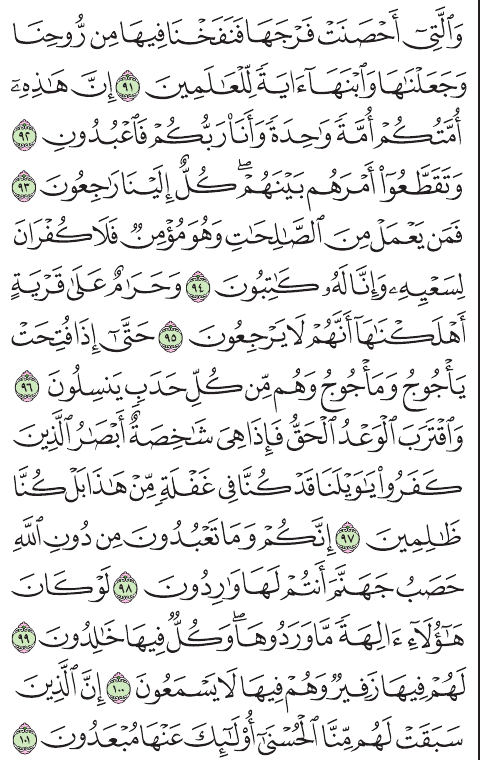 وَٱلَّتِىٓ أَحْصَنَتْ فَرْجَهَا فَنَفَخْنَا فِيهَا مِن رُّوحِنَا
وَجَعَلْنَٰهَا وَٱبْنَهَآ ءَايَةً لِّلْعَٰلَمِينَ ٩١ إِنَّ هَٰذِهِۦٓ
أُمَّتُكُمْ أُمَّةً وَٰحِدَةً وَأَنَا۠ رَبُّكُمْ فَٱعْبُدُونِ ٩٢
وَتَقَطَّعُوٓا۟ أَمْرَهُم بَيْنَهُمْ ۖ كُلٌّ إِلَيْنَا رَٰجِعُونَ ٩٣
فَمَن يَعْمَلْ مِنَ ٱلصَّٰلِحَٰتِ وَهُوَ مُؤْمِنٌ فَلَا كُفْرَانَ
لِسَعْيِهِۦ وَإِنَّا لَهُۥ كَٰتِبُونَ ٩٤ وَحَرَٰمٌ عَلَىٰ قَرْيَةٍ
أَهْلَكْنَٰهَآ أَنَّهُمْ لَا يَرْجِعُونَ ٩٥ حَتَّىٰٓ إِذَا فُتِحَتْ
يَأْجُوجُ وَمَأْجُوجُ وَهُم مِّن كُلِّ حَدَبٍ يَنسِلُونَ ٩٦
وَٱقْتَرَبَ ٱلْوَعْدُ ٱلْحَقُّ فَإِذَا هِىَ شَٰخِصَةٌ أَبْصَٰرُ ٱلَّذِينَ
كَفَرُوا۟ يَٰوَيْلَنَا قَدْ كُنَّا فِى غَفْلَةٍ مِّنْ هَٰذَا بَلْ كُنَّا
ظَٰلِمِينَ ٩٧ إِنَّكُمْ وَمَا تَعْبُدُونَ مِن دُونِ ٱللَّهِ
حَصَبُ جَهَنَّمَ أَنتُمْ لَهَا وَٰرِدُونَ ٩٨ لَوْ كَانَ
هَٰٓؤُلَآءِ ءَالِهَةً مَّا وَرَدُوهَا ۖ وَكُلٌّ فِيهَا خَٰلِدُونَ ٩٩
لَهُمْ فِيهَا زَفِيرٌ وَهُمْ فِيهَا لَا يَسْمَعُونَ ١٠٠ إِنَّ ٱلَّذِينَ
سَبَقَتْ لَهُم مِّنَّا ٱلْحُسْنَىٰٓ أُو۟لَٰٓئِكَ عَنْهَا مُبْعَدُونَ ١٠١